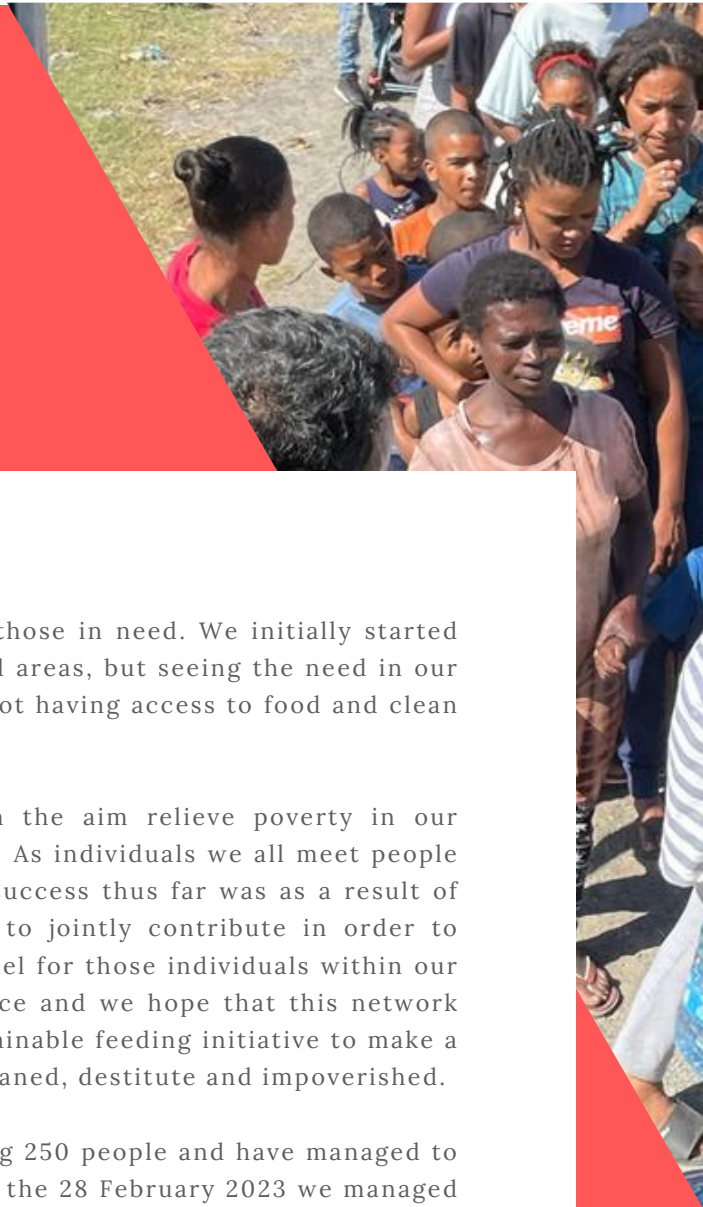 eme
those in need. We initially started
areas, but seeing the need in our
ot having access to food and clean
the aim relieve poverty in our
As individuals we all meet people
success thus far was as a result of
to jointly contribute in order to
el for those individuals within our
ce and we hope that this network
ainable feeding initiative to make a
aned, destitute and impoverished.
g 250 people and have managed to
the 28 February 2023 we managed